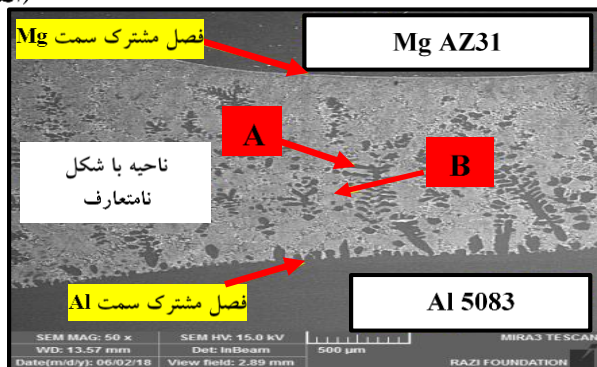 فصل مشترک سمت Mg
Mg AZ31
A
B
ناحیه با شکل
نامتعارف
فصل مشترک سمت Al
Al 5083
SEM MAG: 50 x
SEM HV: 15.0 kV
MIRA3 TESCAN
WD: 13.57 mm
Det: InBeam
500 µm
Date(m/d/y): 06/02/18
View field: 2.89 mm
RAZI FOUNDATION